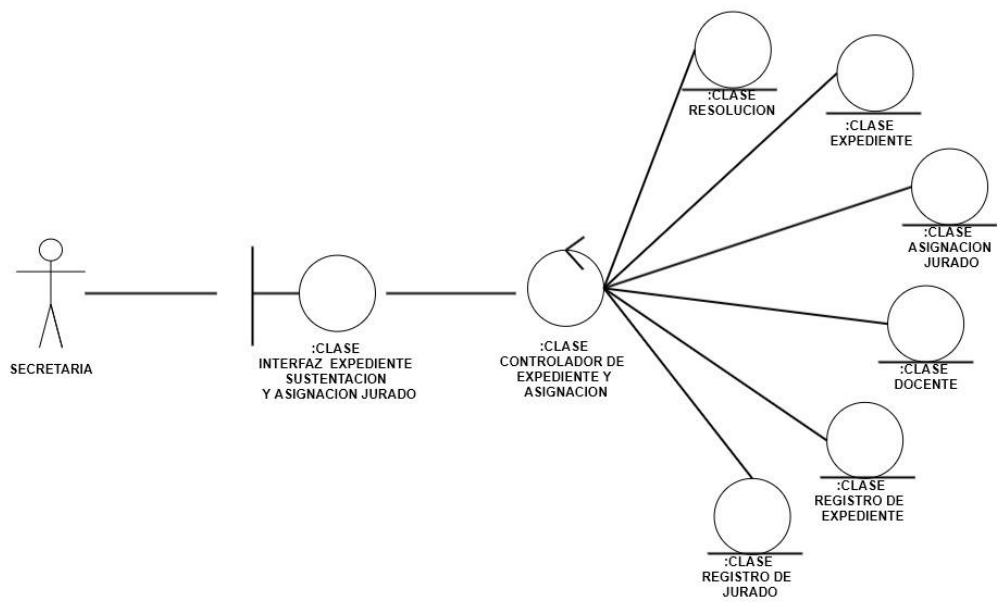 :CLASE
RESOLUCION
:CLASE
EXPEDIENTE
:CLASE
ASIGNACION
JURADO
SECRETARIA
:CLASE
INTERFAZ EXPEDIENTE
SUSTENTACION
Y ASIGNACION JURADO
:CLASE
CONTROLADOR DE
EXPEDIENTE Y
ASIGNACION
:CLASE
DOCENTE
:CLASE
REGISTRO DE
EXPEDIENTE
:CLASE
REGISTRO DE
JURADO